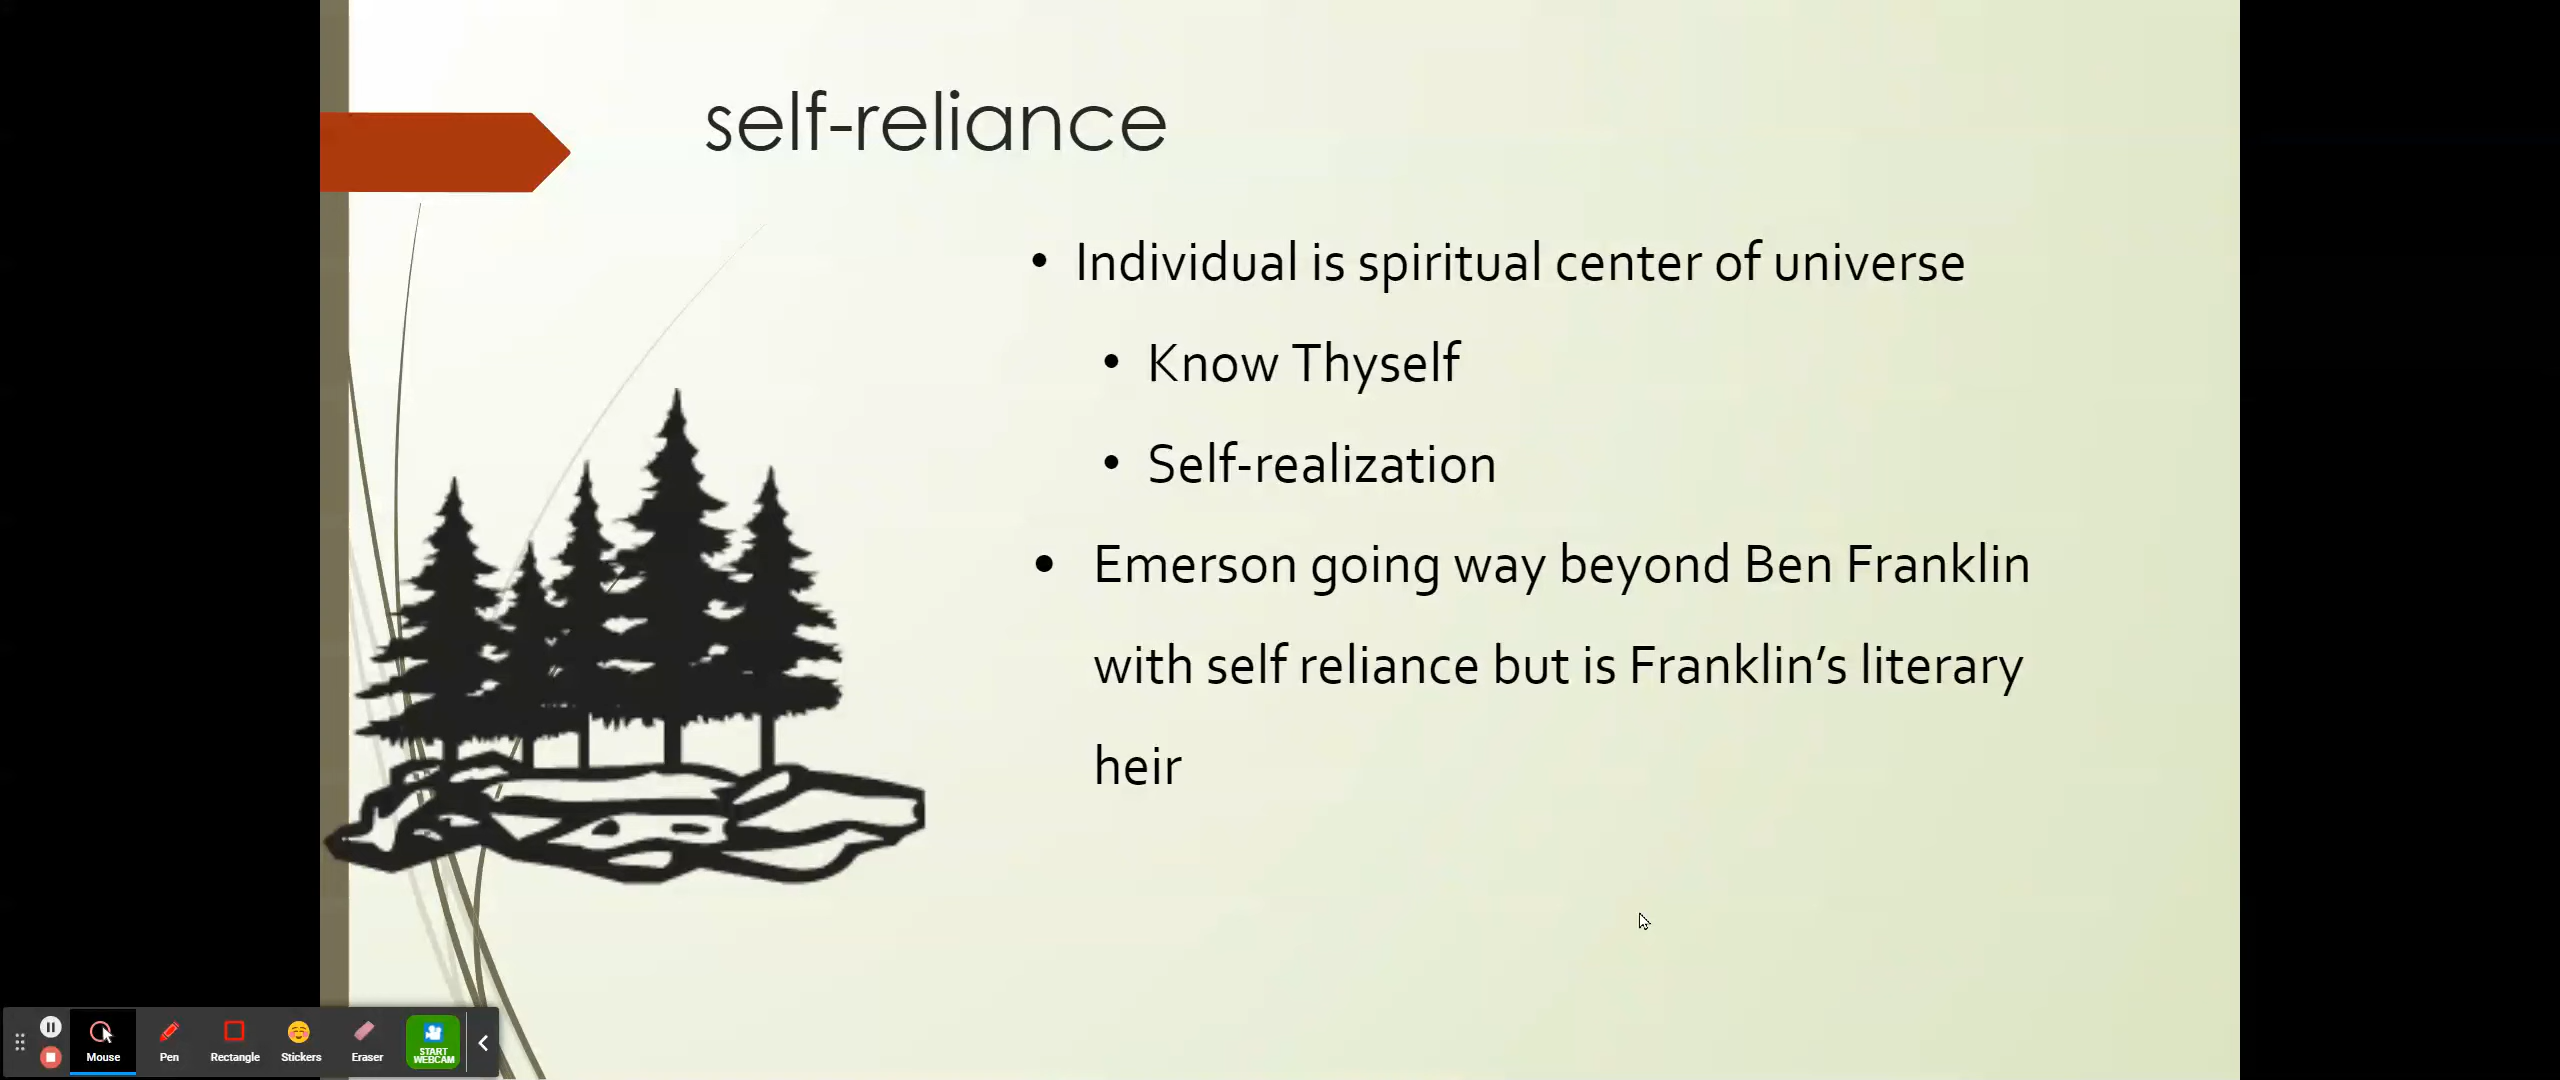 self-reliance
• Individual is spiritual center of universe
• Know Thyself
• Self-realization
• Emerson going way beyond Ben Franklin
with self reliance but is Franklin’s literary
heir
Mouse Pen Rectangle Stickers Eraser START
WEBCAM